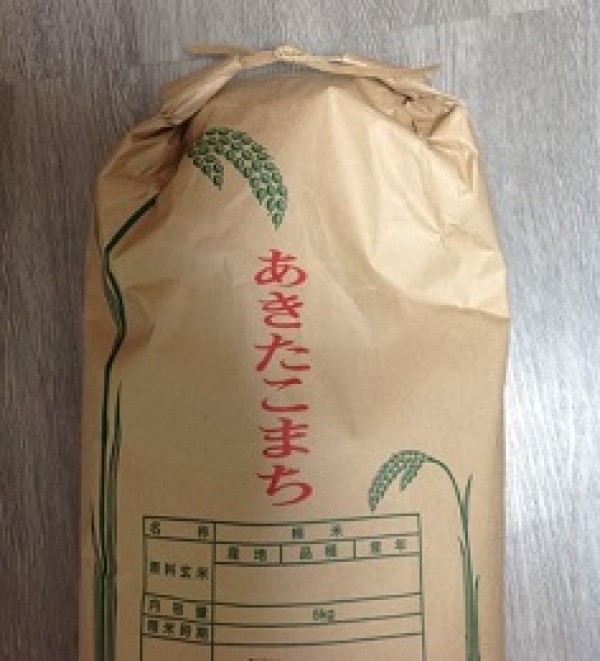 あきたこまち
名称 精米
産地 品種 産年
原料玄米
内容量 5kg
精米時期